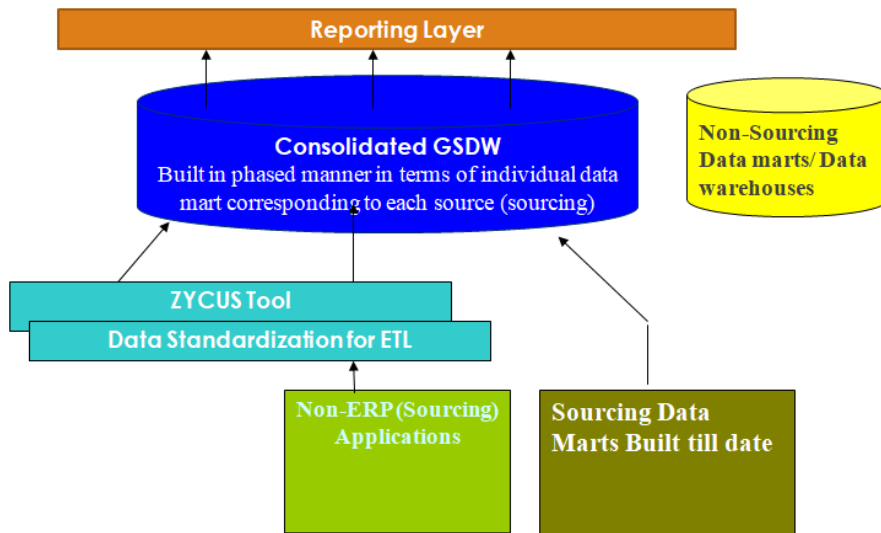 Reporting Layer
Consolidated GSDW
Built in phased manner in terms of individual data
mart corresponding to each source (sourcing)
Non-Sourcing
Data marts/ Data
warehouses
ZYCUS Tool
Data Standardization for ETL
Non-ERP (Sourcing)
Applications
Sourcing Data
Marts Built till date